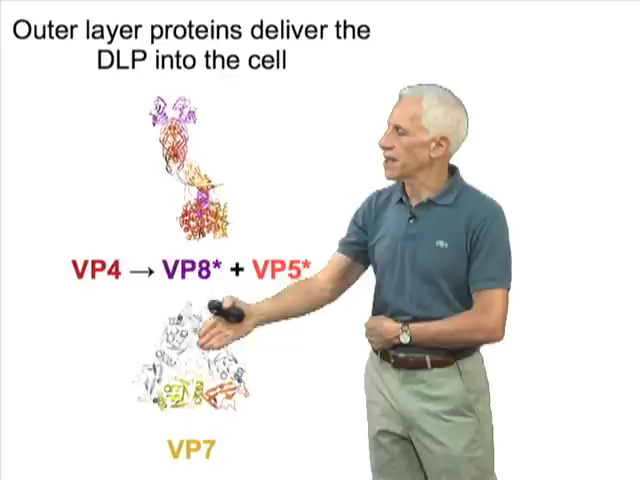 Outer layer proteins deliver the
DLP into the cell
VP4 → VP8* + VP5*
VP7